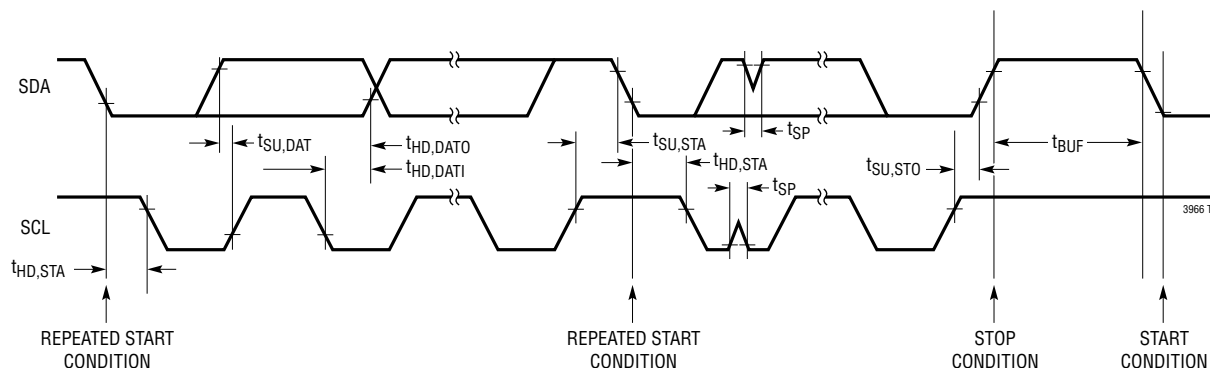 SDA
tSU,DAT
tHD,DATO
tHD,DATI
tSU,STA
tHD,STA
tSP
tSP
tSU,STO
tBUF
SCL
3966 T
tHD,STA
REPEATED START
CONDITION
REPEATED START
CONDITION
STOP
CONDITION
START
CONDITION